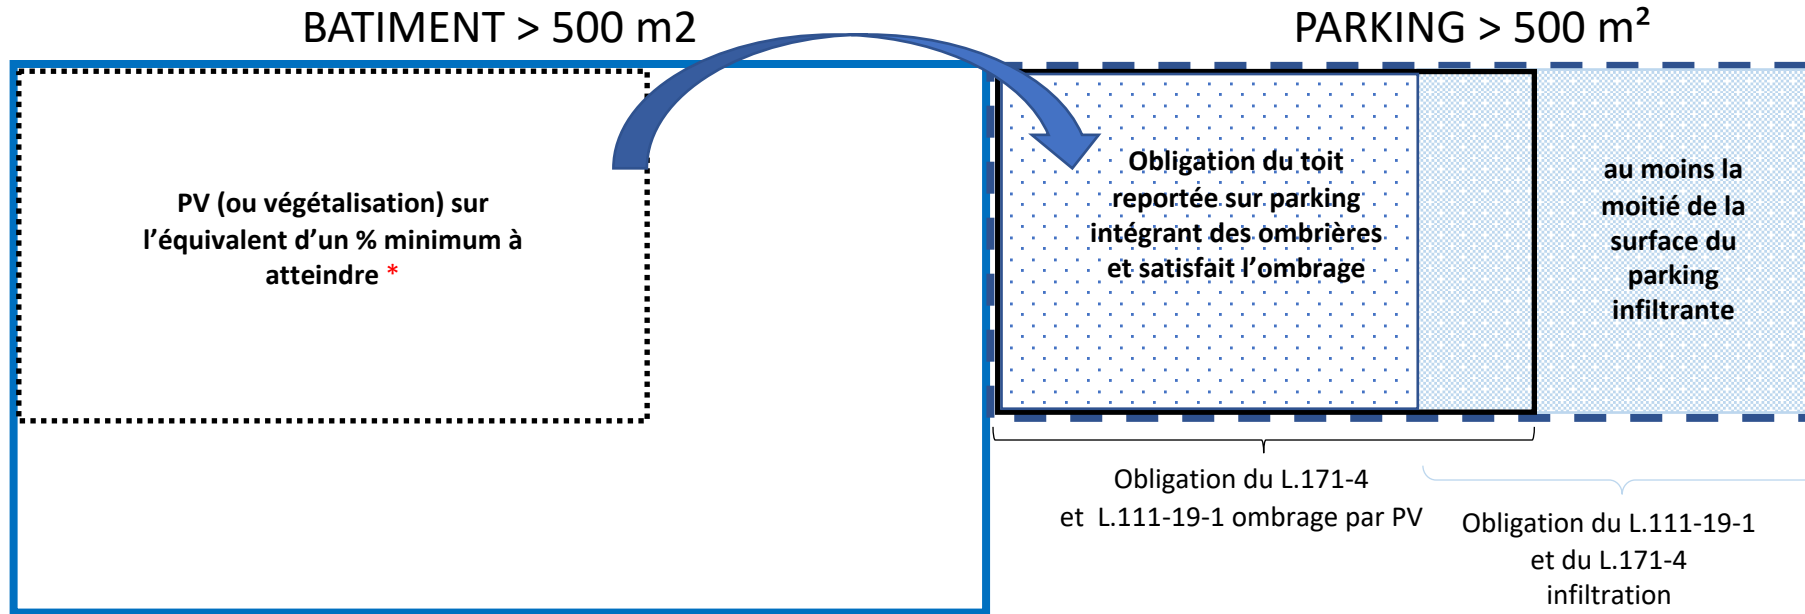 BATIMENT > 500 m2
PARKING > 500 m²
PV (ou végétalisation) sur
l’équivalent d’un % minimum à
atteindre *
Obligation du toit
reportée sur parking
intégrant des ombrières
et satisfait l’ombrage
au moins la
moitié de la
surface du
parking
infiltrante
Obligation du L.171-4
et L.111-19-1 ombrage par PV
Obligation du L.111-19-1
et du L.171-4
infiltration